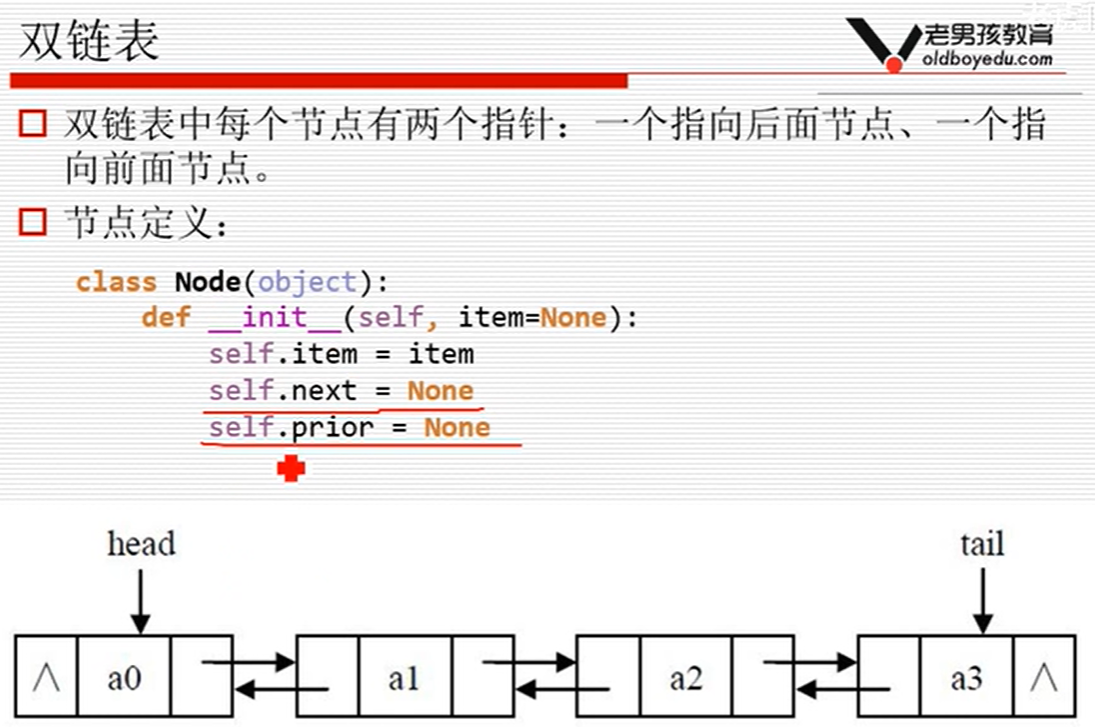 双链表
老男孩教育
oldboyedu.com
双链表中每个节点有两个指针：一个指向后面节点、一个指
向前面节点。
节点定义：
class Node(object):
    def __init__(self, item=None):
        self.item = item
        self.next = None
        self.prior = None
head
tail
∧ a0 a1 a2 a3 ∧